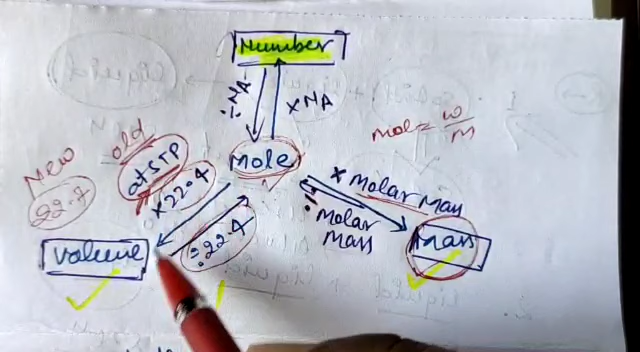 Number
÷NA
×NA
mol = w/M
old
at STP
New
22.7
Mole
×22.4
÷22.4
× Molar Mass
÷ Molar
Mass
Volume
Mass